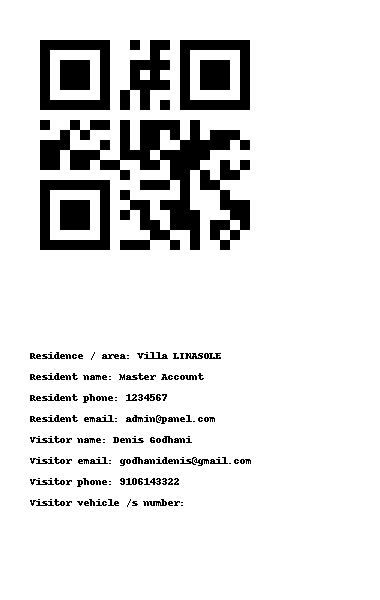 Residence / area: Villa LINASOLE
Resident name: Master Account
Resident phone: 1234567
Resident email: admin@panel.com
Visitor name: Denis Godhani
Visitor email: godhanidenis@gmail.com
Visitor phone: 9106143322
Visitor vehicle /s number: